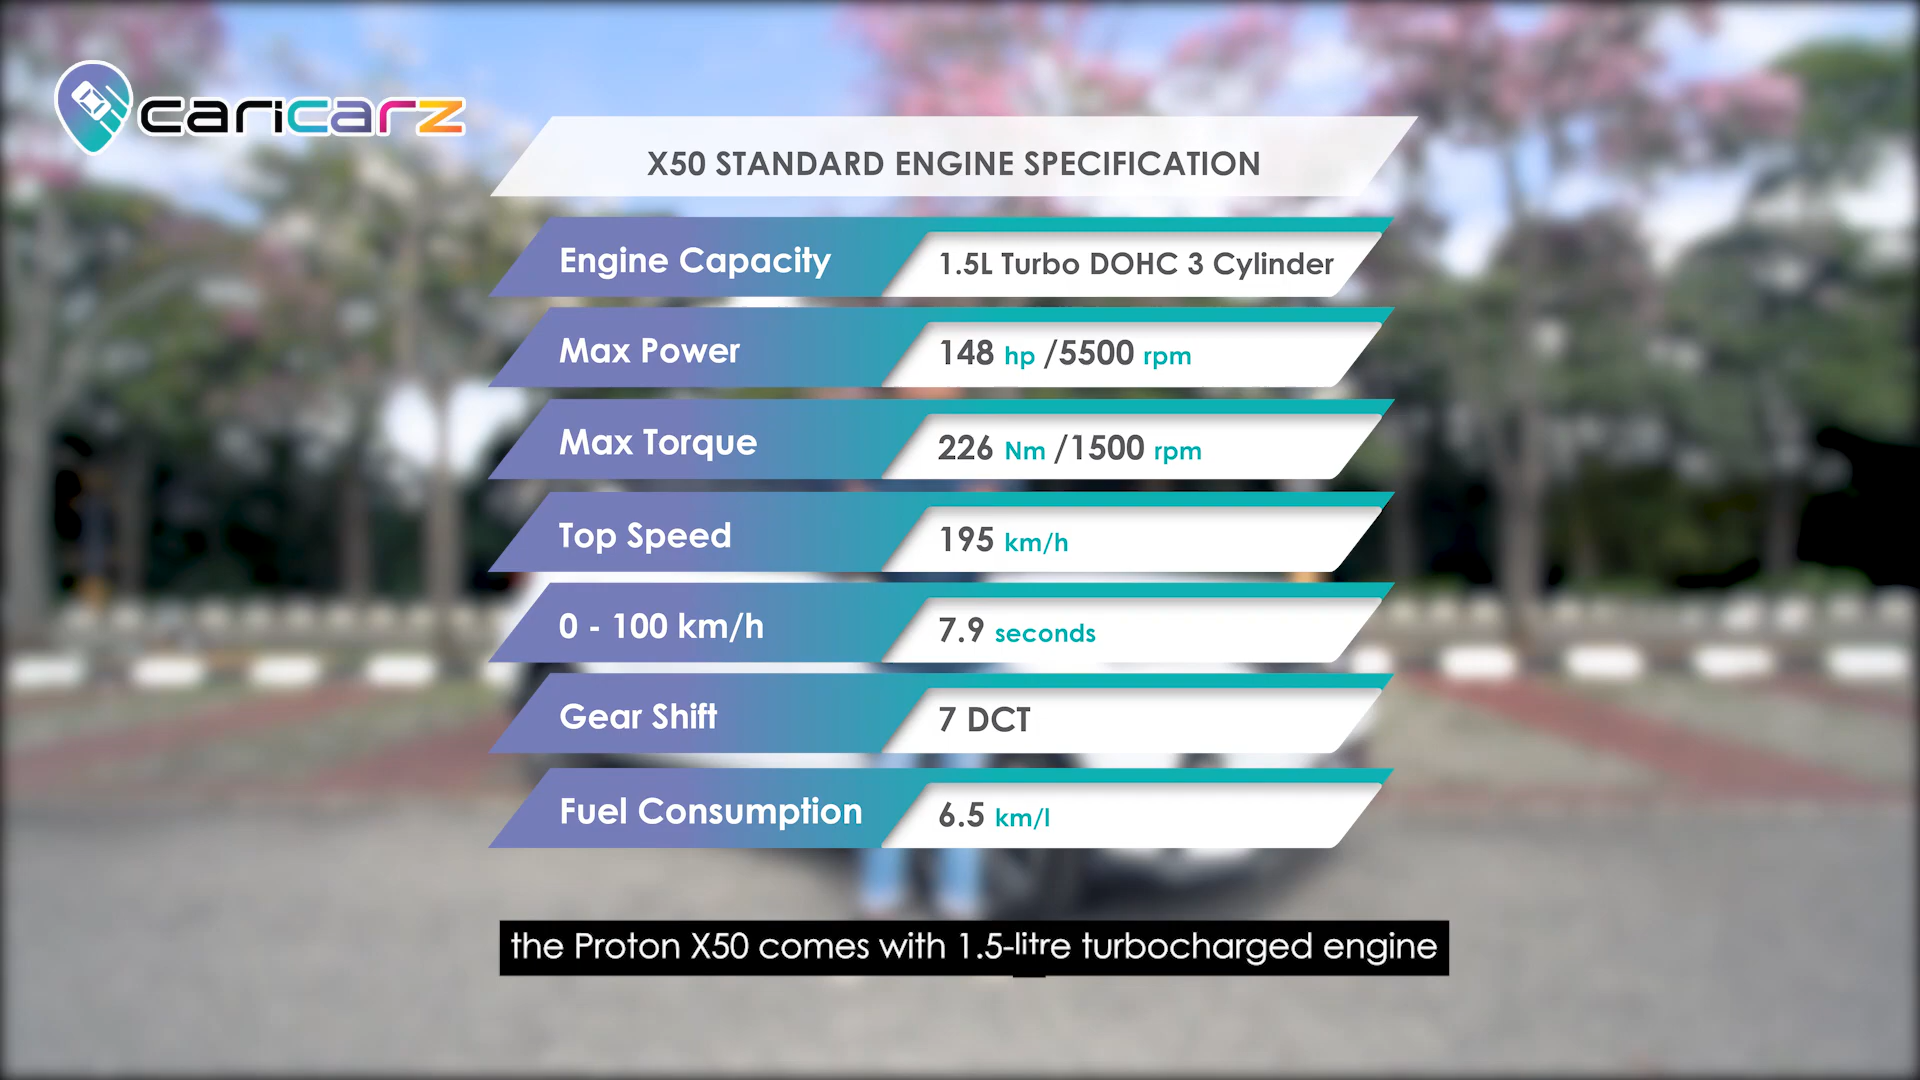 caricarz
X50 STANDARD ENGINE SPECIFICATION
Engine Capacity 1.5L Turbo DOHC 3 Cylinder
Max Power 148 hp /5500 rpm
Max Torque 226 Nm /1500 rpm
Top Speed 195 km/h
0 - 100 km/h 7.9 seconds
Gear Shift 7 DCT
Fuel Consumption 6.5 km/l
the Proton X50 comes with 1.5-litre turbocharged engine